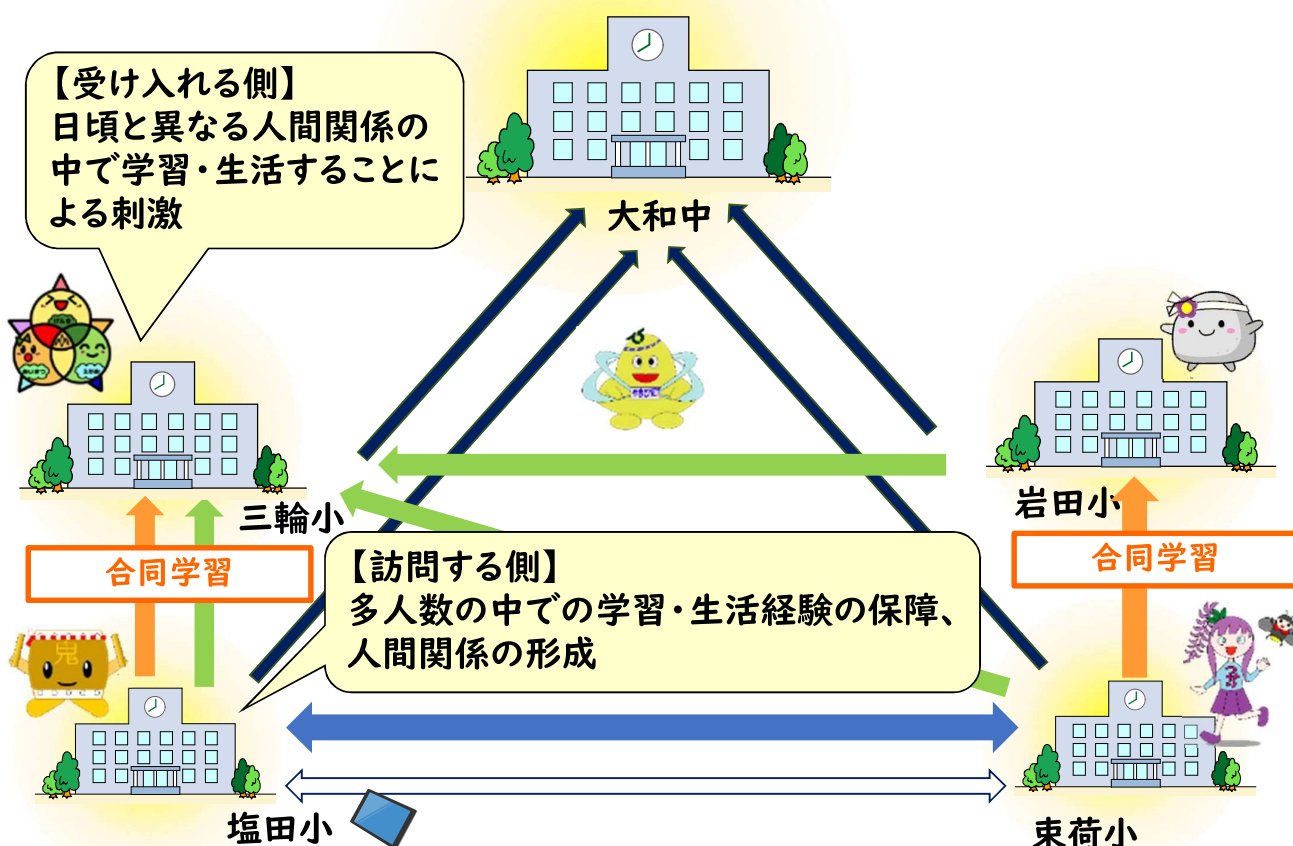 【受け入れる側】
日頃と異なる人間関係の
中で学習・生活することに
よる刺激
大和中
三輪小
岩田小
合同学習
合同学習
【訪問する側】
多人数の中での学習・生活経験の保障、
人間関係の形成
鬼
塩田小
束荷小